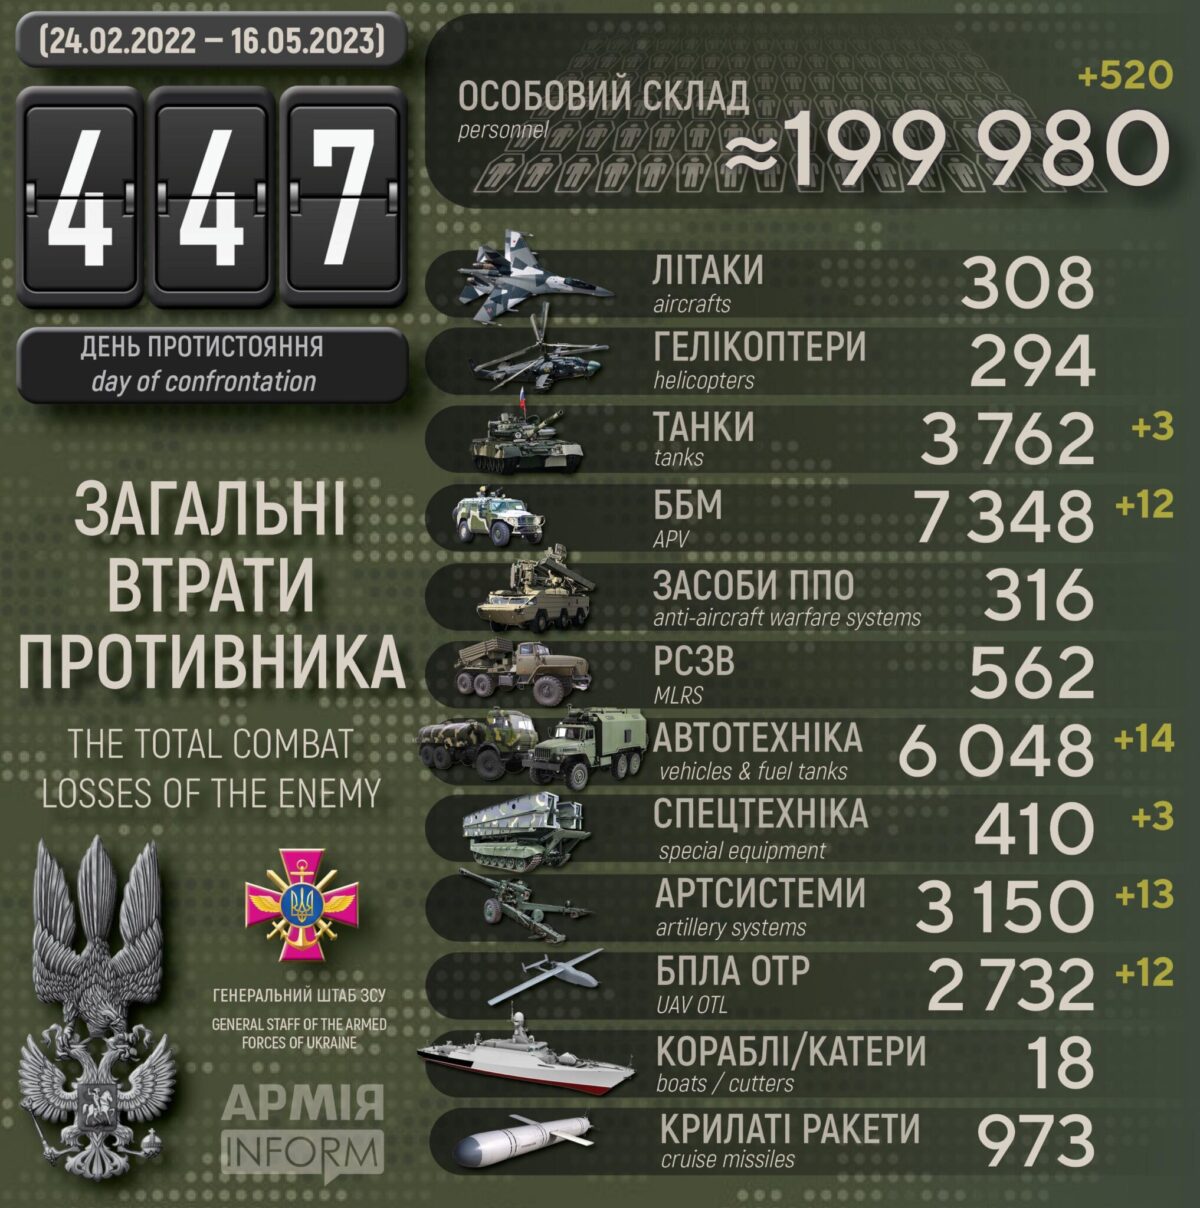 (24.02.2022 – 16.05.2023)
447
ДЕНЬ ПРОТИСТОЯННЯ
day of confrontation
ЗАГАЛЬНІ
ВТРАТИ
ПРОТИВНИКА
THE TOTAL COMBAT
LOSSES OF THE ENEMY
ГЕНЕРАЛЬНИЙ ШТАБ ЗСУ
GENERAL STAFF OF THE ARMED
FORCES OF UKRAINE
АРМІЯ
INFORM
ОСОБОВИЙ СКЛАД
personnel
+520
≈199 980
ЛІТАКИ
aircrafts
308
ГЕЛІКОПТЕРИ
helicopters
294
ТАНКИ
tanks
3 762
+3
ББМ
APV
7 348
+12
ЗАСОБИ ППО
anti-aircraft warfare systems
316
РСЗВ
MLRS
562
АВТОТЕХНІКА
vehicles & fuel tanks
6 048
+14
СПЕЦТЕХНІКА
special equipment
410
+3
АРТСИСТЕМИ
artillery systems
3 150
+13
БПЛА ОТР
UAV OTL
2 732
+12
КОРАБЛІ/КАТЕРИ
boats / cutters
18
КРИЛАТІ РАКЕТИ
cruise missiles
973